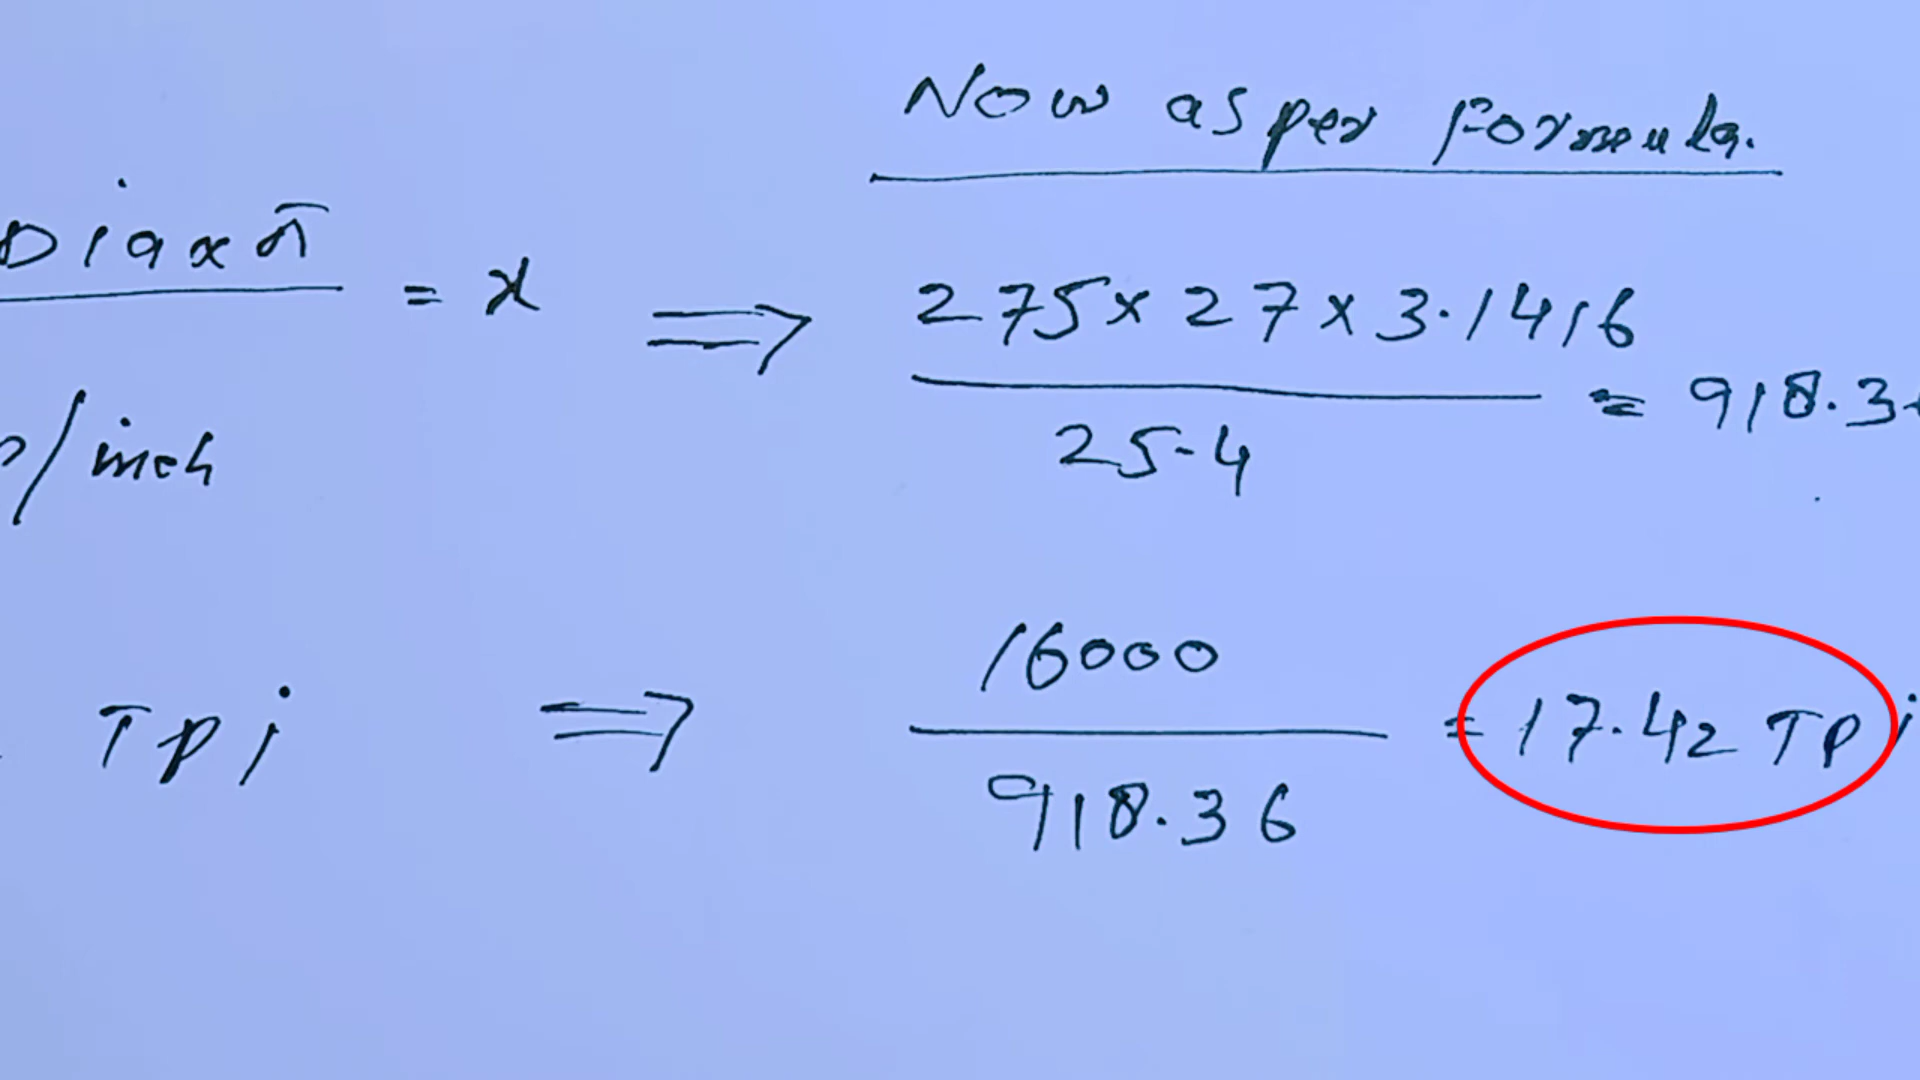 Now as per Formula.
Dia x π = x ⇒ 275 x 27 x 3.1416
/inch 25.4 = 918.3
TPi ⇒ 16000
918.36 = 17.42 TPi